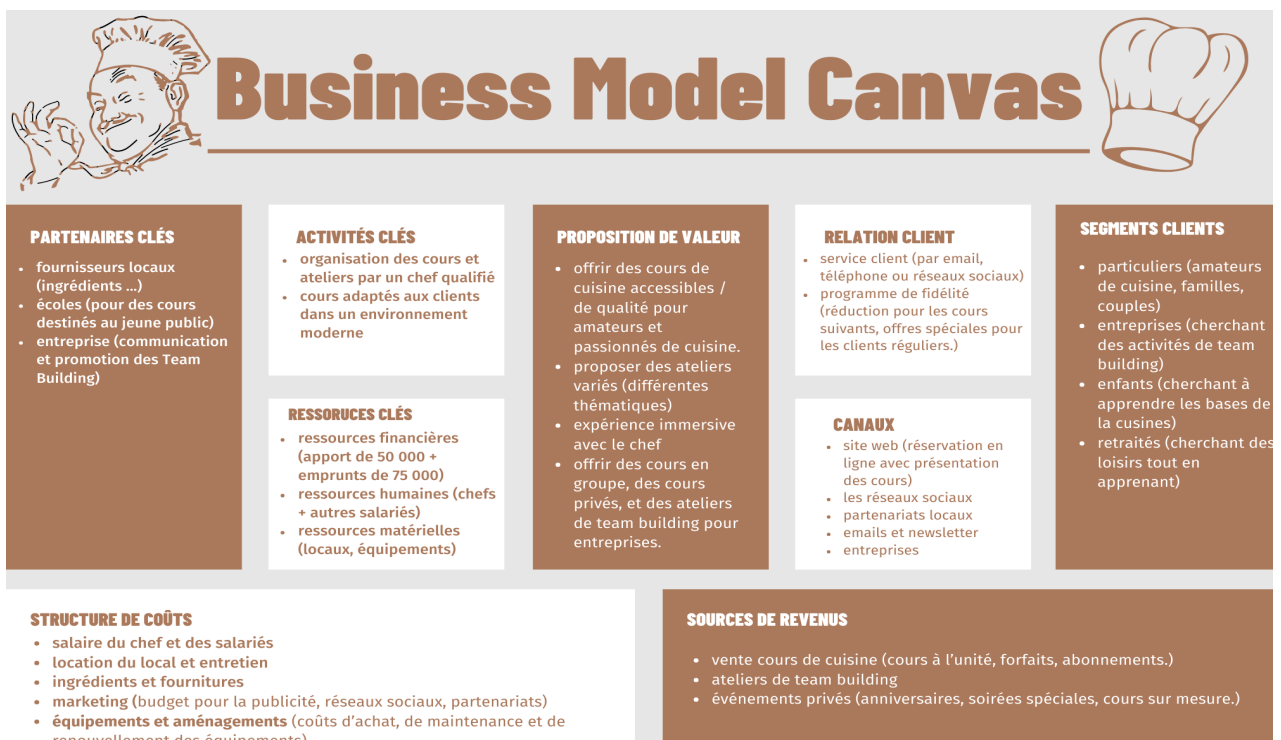 Business Model Canvas
PARTENAIRES CLÉS
• fournisseurs locaux
(ingrédients ...)
• écoles (pour des cours
destinés au jeune public)
• entreprise (communication
et promotion des Team
Building)
ACTIVITÉS CLÉS
• organisation des cours et
ateliers par un chef qualifié
• cours adaptés aux clients
dans un environnement
moderne
RESSORUCES CLÉS
• ressources financières
(apport de 50 000 +
emprunts de 75 000)
• ressources humaines (chefs
+ autres salariés)
• ressources matérielles
(locaux, équipements)
PROPOSITION DE VALEUR
• offrir des cours de
cuisine accessibles /
de qualité pour
amateurs et
passionnés de cuisine.
• proposer des ateliers
variés (différentes
thématiques)
• expérience immersive
avec le chef
• offrir des cours en
groupe, des cours
privés, et des ateliers
de team building pour
entreprises.
RELATION CLIENT
• service client (par email,
téléphone ou réseaux sociaux)
• programme de fidélité
(réduction pour les cours
suivants, offres spéciales pour
les clients réguliers.)
CANAUX
• site web (réservation en
ligne avec présentation
des cours)
• les réseaux sociaux
• partenariats locaux
• emails et newsletter
• entreprises
SEGMENTS CLIENTS
• particuliers (amateurs
de cuisine, familles,
couples)
• entreprises (cherchant
des activités de team
building)
• enfants (cherchant à
apprendre les bases de
la cusines)
• retraités (cherchant des
loisirs tout en
apprenant)
STRUCTURE DE COÛTS
• salaire du chef et des salariés
• location du local et entretien
• ingrédients et fournitures
• marketing (budget pour la publicité, réseaux sociaux, partenariats)
• équipements et aménagements (coûts d'achat, de maintenance et de
renouvellement des équipements)
SOURCES DE REVENUS
• vente cours de cuisine (cours à l'unité, forfaits, abonnements.)
• ateliers de team building
• événements privés (anniversaires, soirées spéciales, cours sur mesure.)